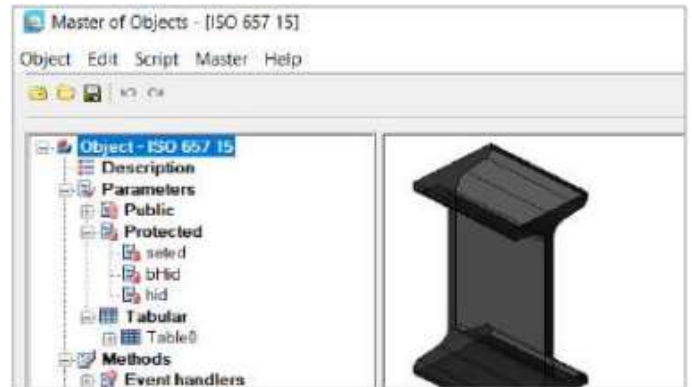 Master of Objects - [ISO 657 15]
Object Edit Script Master Help
Object - ISO 657 15
Description
Parameters
Public
Protected
seled
bHid
hid
Tabular
Table0
Methods
Event handlers